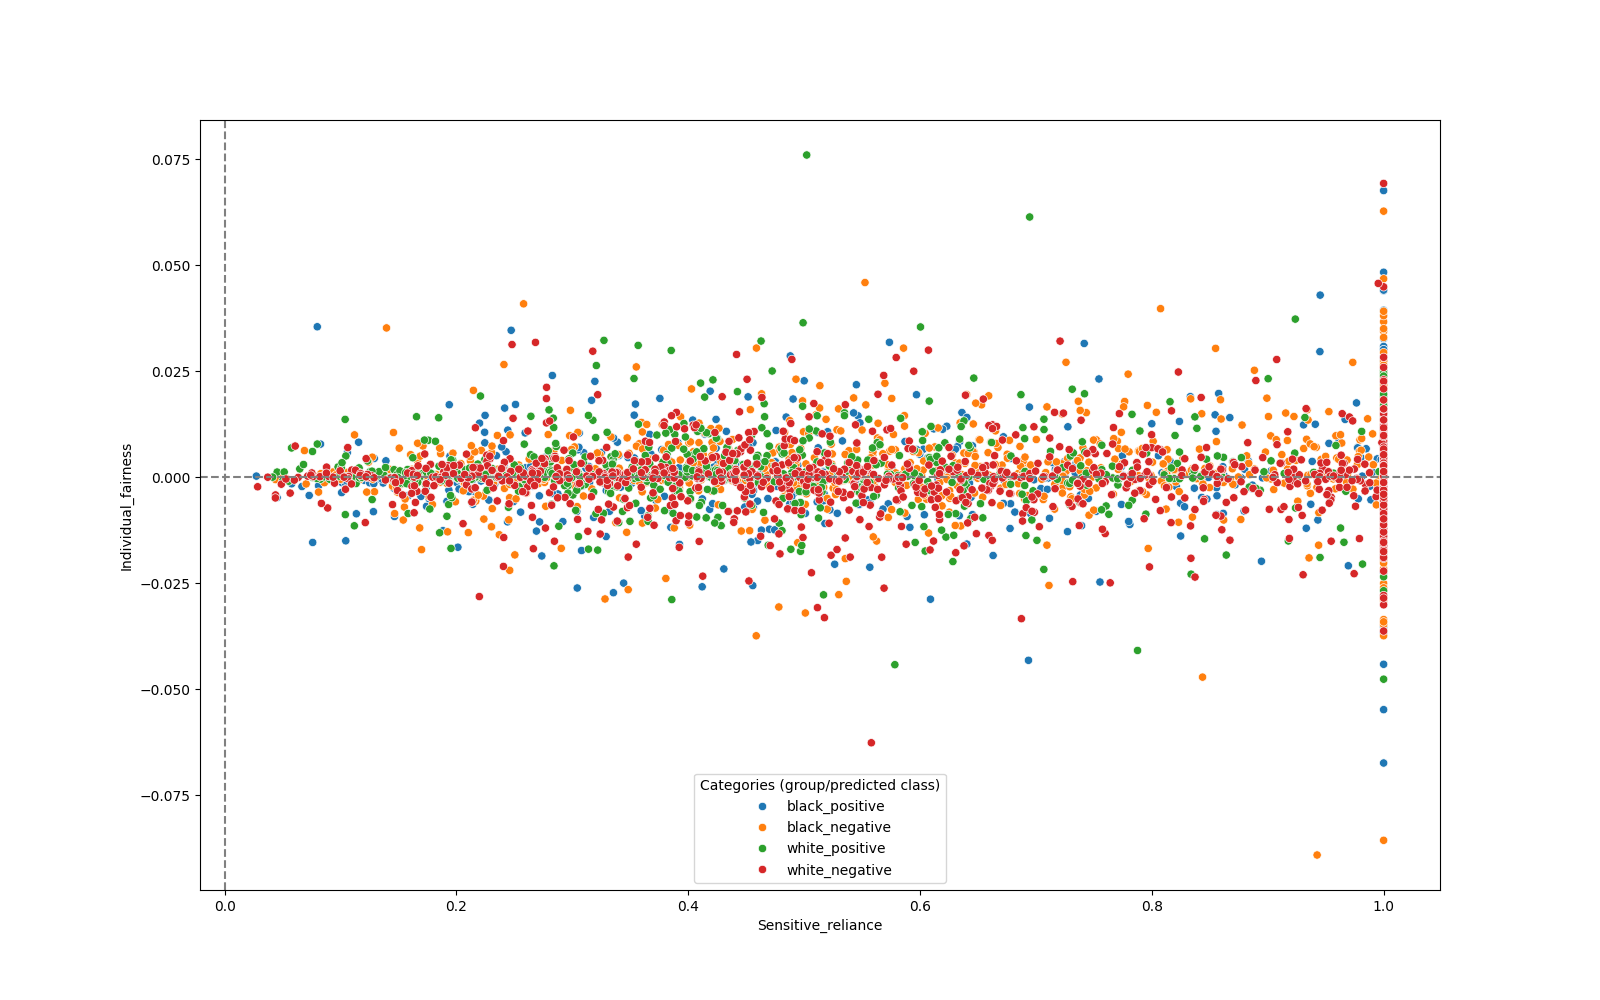 0.075
0.050
0.025
0.000
−0.025
−0.050
−0.075
Individual_fairness
Categories (group/predicted class)
black_positive
black_negative
white_positive
white_negative
0.0 0.2 0.4 0.6 0.8 1.0
Sensitive_reliance